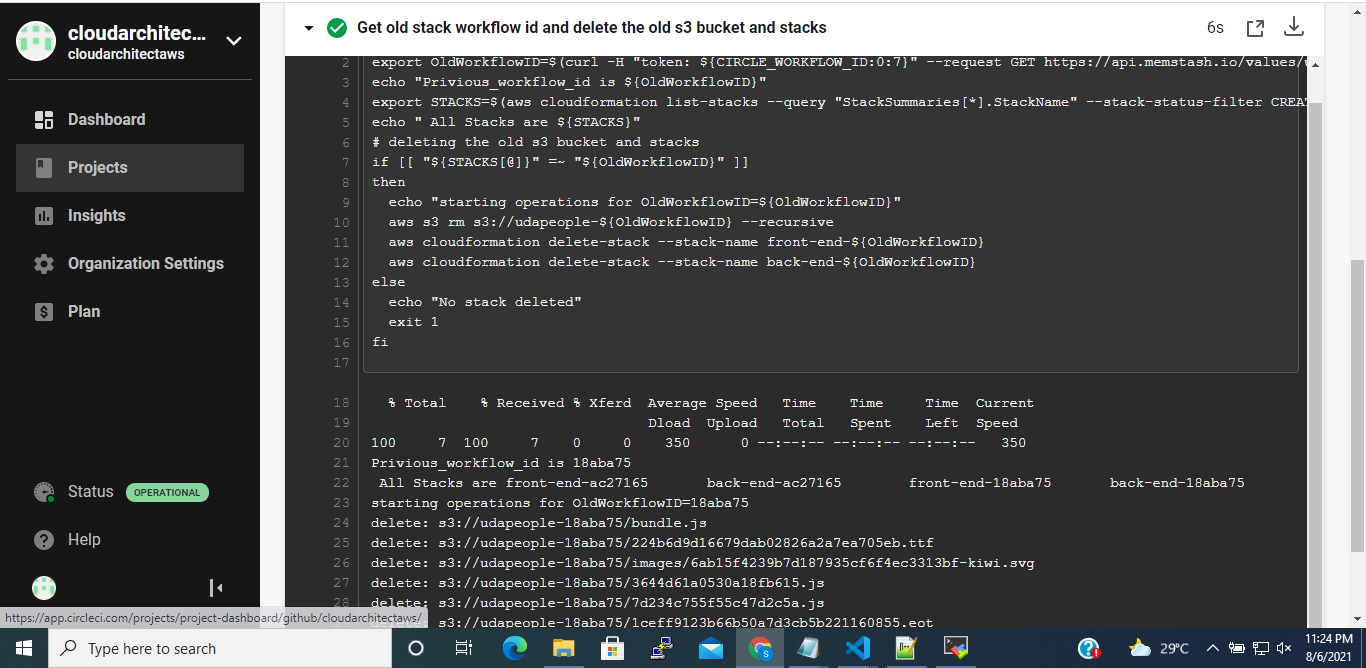 cloudarchitec...
cloudarchitectaws
Dashboard
Projects
Insights
Organization Settings
Plan
Status OPERATIONAL
Help
https://app.circleci.com/projects/project-dashboard/github/cloudarchitectaws/
Get old stack workflow id and delete the old s3 bucket and stacks
6s
2 export OldWorkflowID=$(curl -H "token: ${CIRCLE_WORKFLOW_ID:0:7}" --request GET https://api.memstash.io/values/
3 echo "Privious_workflow_id is ${OldWorkflowID}"
4 export STACKS=$(aws cloudformation list-stacks --query "StackSummaries[*].StackName" --stack-status-filter CREA
5 echo " All Stacks are ${STACKS}"
6 # deleting the old s3 bucket and stacks
7 if [[ "${STACKS[@]}" =~ "${OldWorkflowID}" ]]
8 then
9 echo "starting operations for OldWorkflowID=${OldWorkflowID}"
10 aws s3 rm s3://udapeople-${OldWorkflowID} --recursive
11 aws cloudformation delete-stack --stack-name front-end-${OldWorkflowID}
12 aws cloudformation delete-stack --stack-name back-end-${OldWorkflowID}
13 else
14 echo "No stack deleted"
15 exit 1
16 fi
17
18 % Total % Received % Xferd Average Speed Time Time Time Current
19 Dload Upload Total Spent Left Speed
20 100 7 100 7 0 0 350 0 --:--:-- --:--:-- --:--:-- 350
21 Privious_workflow_id is 18aba75
22 All Stacks are front-end-ac27165 back-end-ac27165 front-end-18aba75 back-end-18aba75
23 starting operations for OldWorkflowID=18aba75
24 delete: s3://udapeople-18aba75/bundle.js
25 delete: s3://udapeople-18aba75/224b6d9d16679dab02826a2a7ea705eb.ttf
26 delete: s3://udapeople-18aba75/images/6ab15f4239b7d187935cf6f4ec3313bf-kiwi.svg
27 delete: s3://udapeople-18aba75/3644d61a0530a18fb615.js
28 delete: s3://udapeople-18aba75/7d234c755f55c47d2c5a.js
s3://udapeople-18aba75/1ceff9123b66b50a7d3cb5b221160855.eot
Type here to search
29°C
11:24 PM
8/6/2021